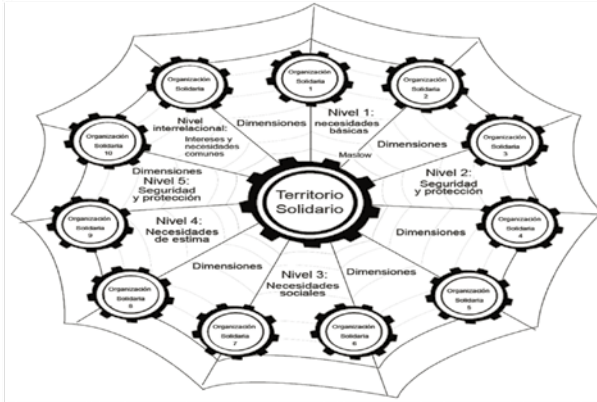 Organización
Solidaria
1
Organización
Solidaria
2
Organización
Solidaria
3
Organización
Solidaria
4
Organización
Solidaria
5
Organización
Solidaria
6
Organización
Solidaria
7
Organización
Solidaria
Organización
Solidaria
9
Organización
Solidaria
10
Organización
Solidaria
Territorio
Solidario
Nivel 1:
necesidades
básicas
Maslow
Dimensiones
Nivel 2:
Seguridad
y protección
Dimensiones
Dimensiones
Nivel 3:
Necesidades
sociales
Dimensiones
Nivel 4:
Necesidades
de estima
Dimensiones
Nivel 5:
Seguridad
y protección
Nivel
interrelacional:
Intereses y
necesidades
comunes
Dimensiones